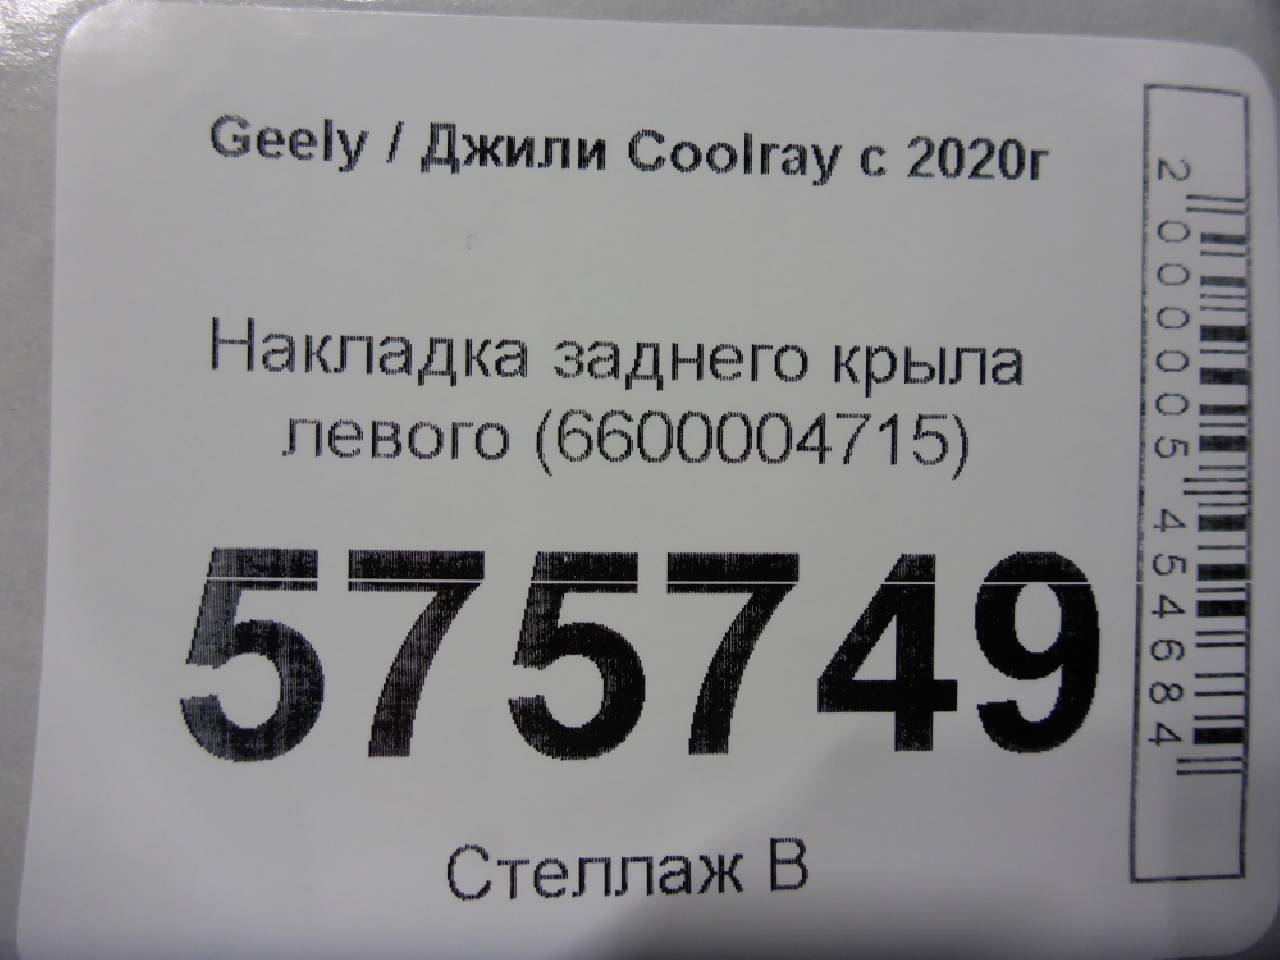 Geely / Джили Coolray с 2020г
Накладка заднего крыла
левого (6600004715)
575749
Стеллаж В
2000005454684